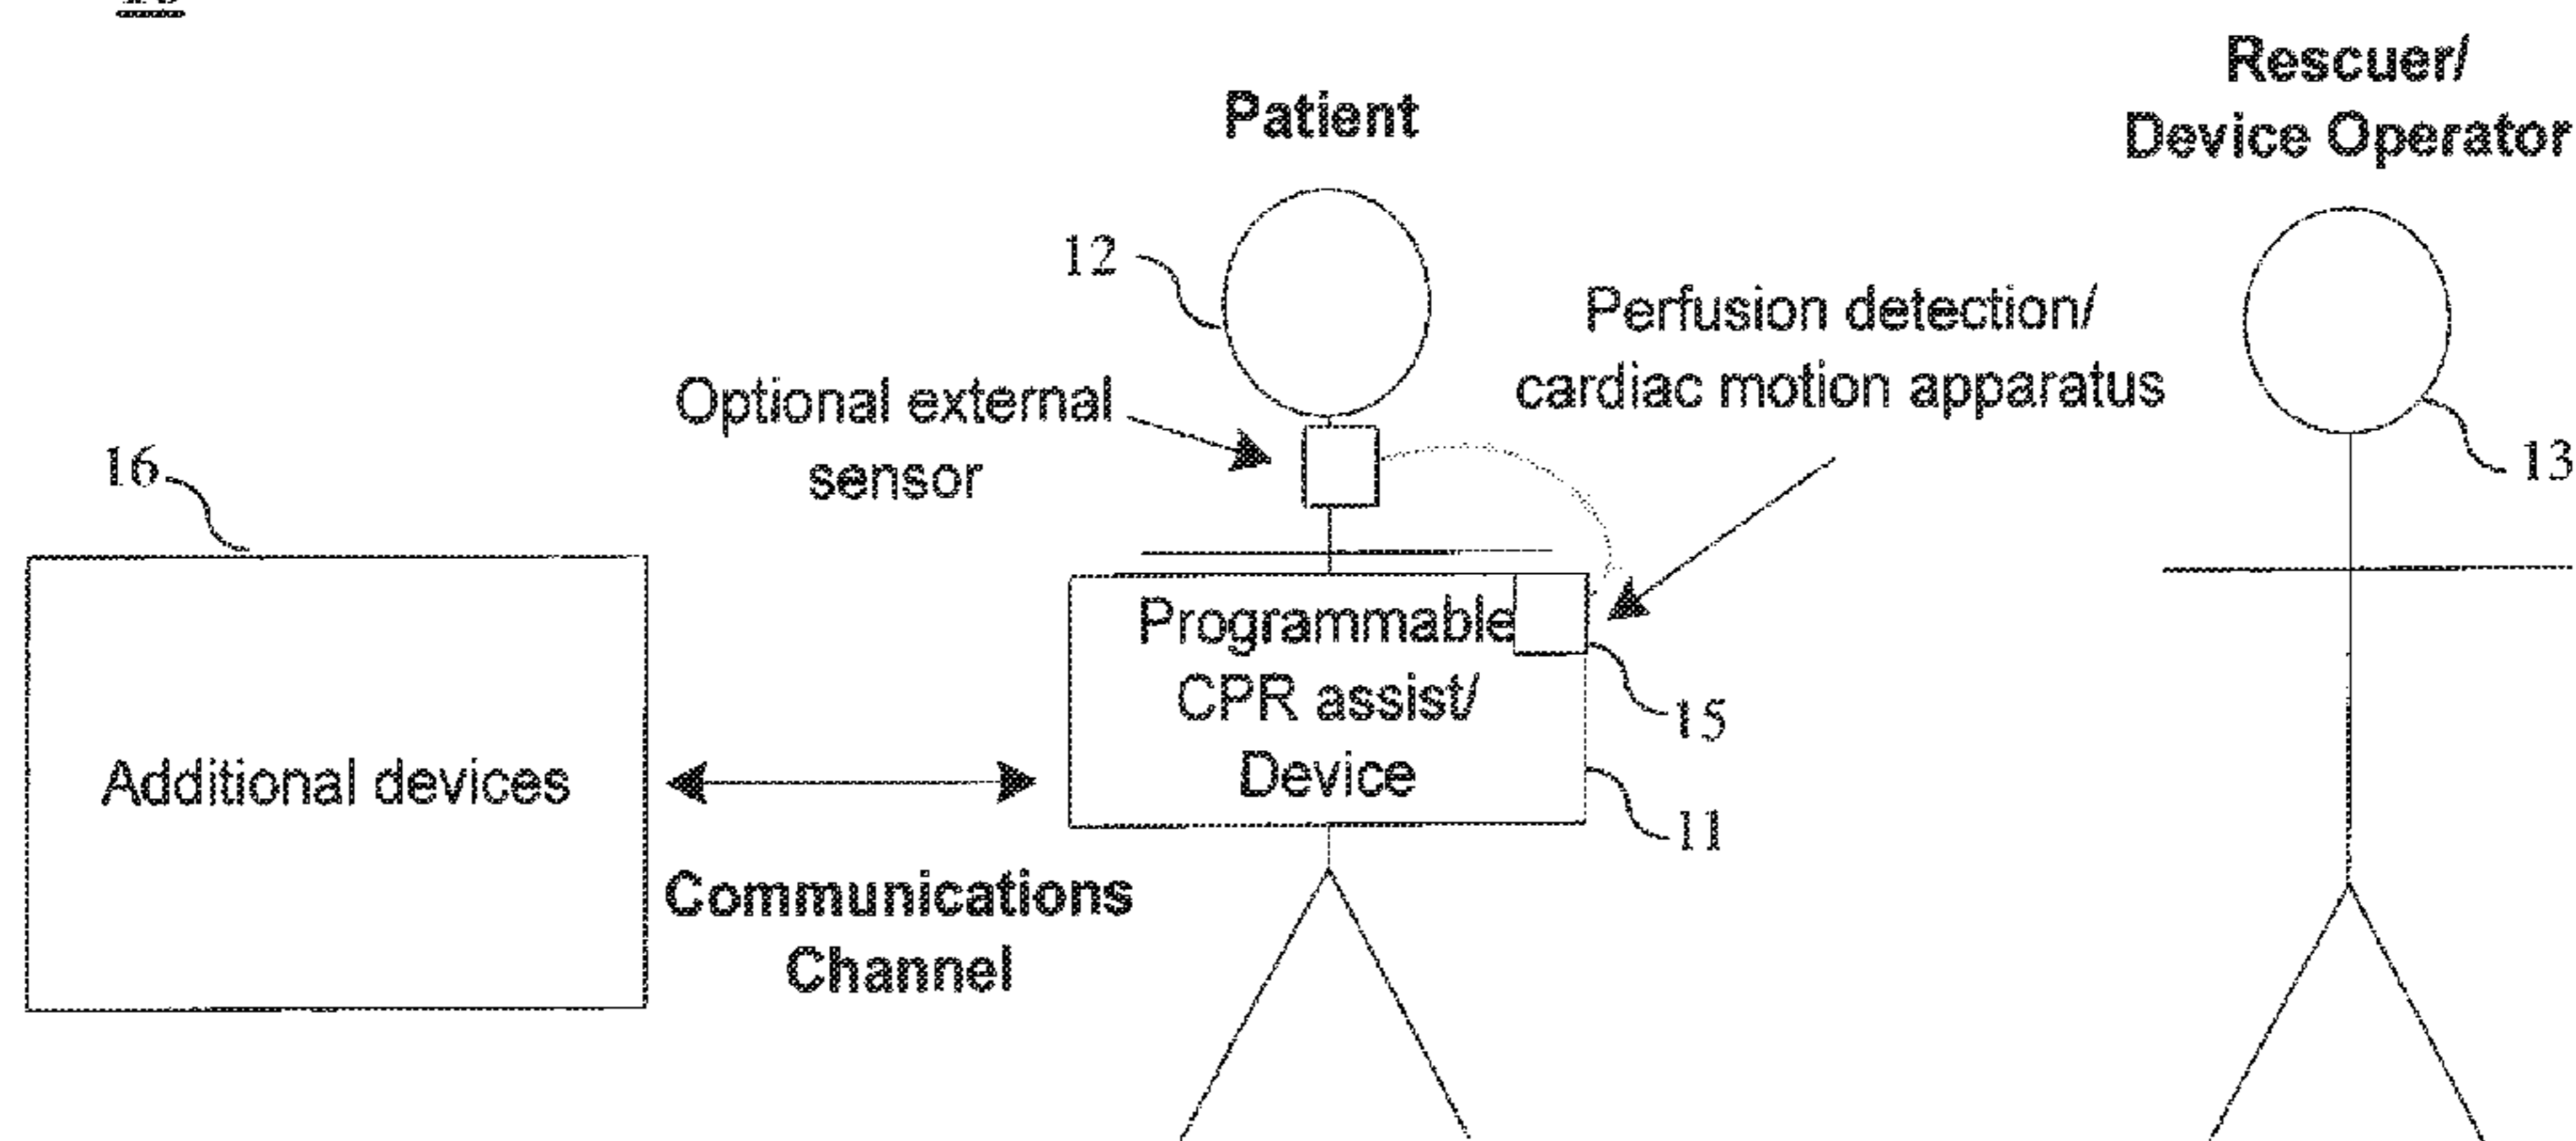 Rescuer/
Device Operator
Patient
12
Perfusion detection/
cardiac motion apparatus
Optional external
sensor
13
16
Programmable
CPR assist/
Device
15
11
Additional devices
Communications
Channel